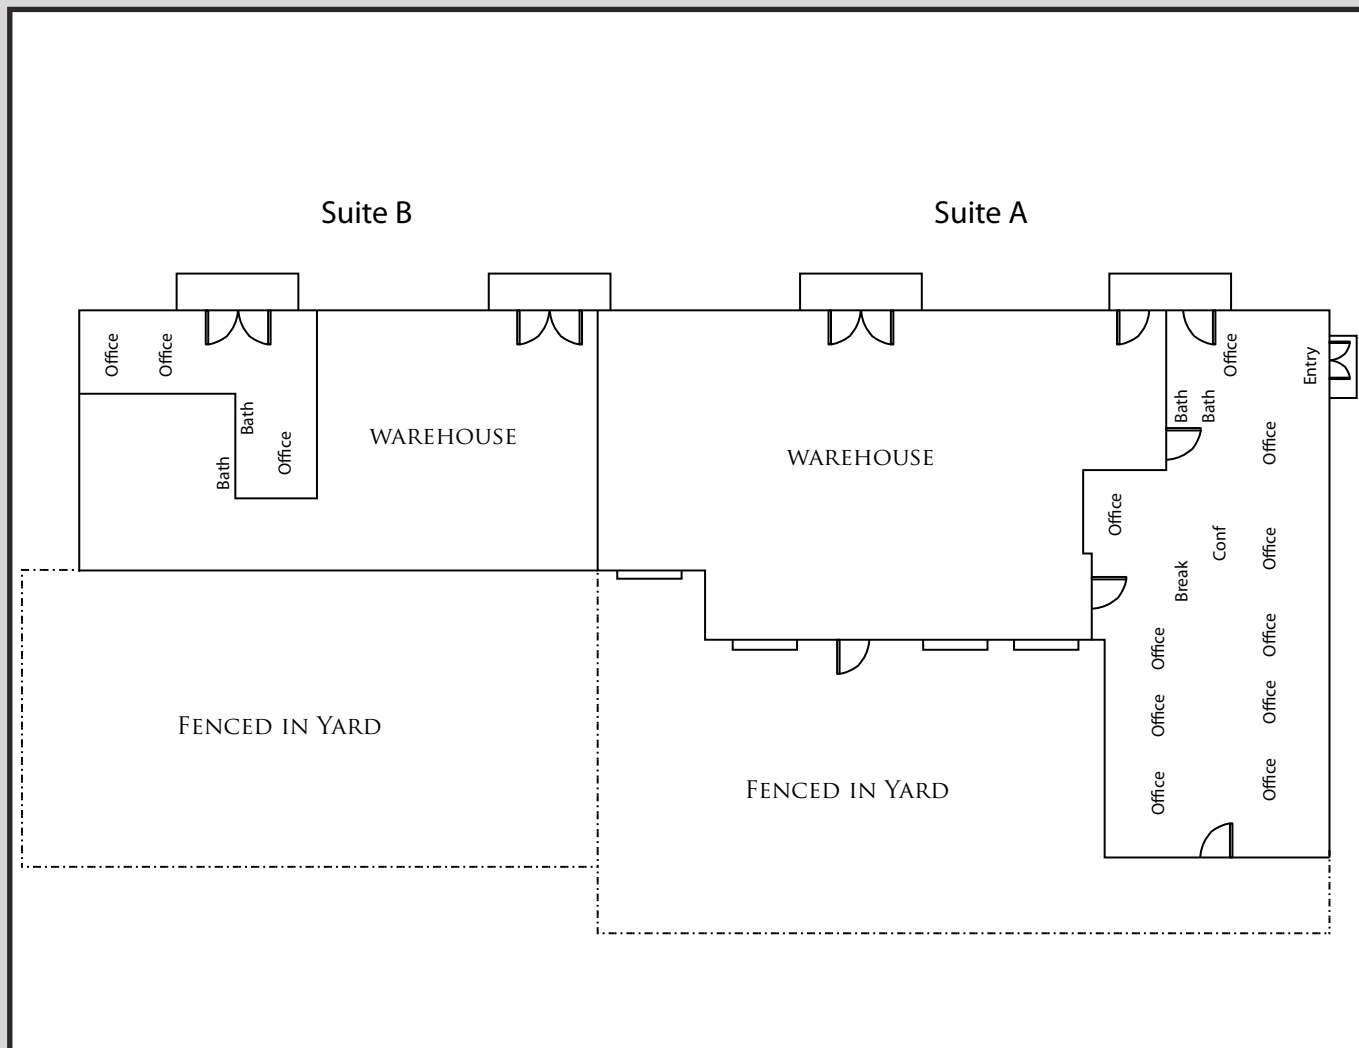 Suite B
Suite A
Office
Office
Bath
Bath
Office
WAREHOUSE
WAREHOUSE
Office
Entry
Bath
Bath
Office
Office
Conf
Office
Break
Office
Office
Office
Office
Office
Office
Fenced in Yard
Fenced in Yard